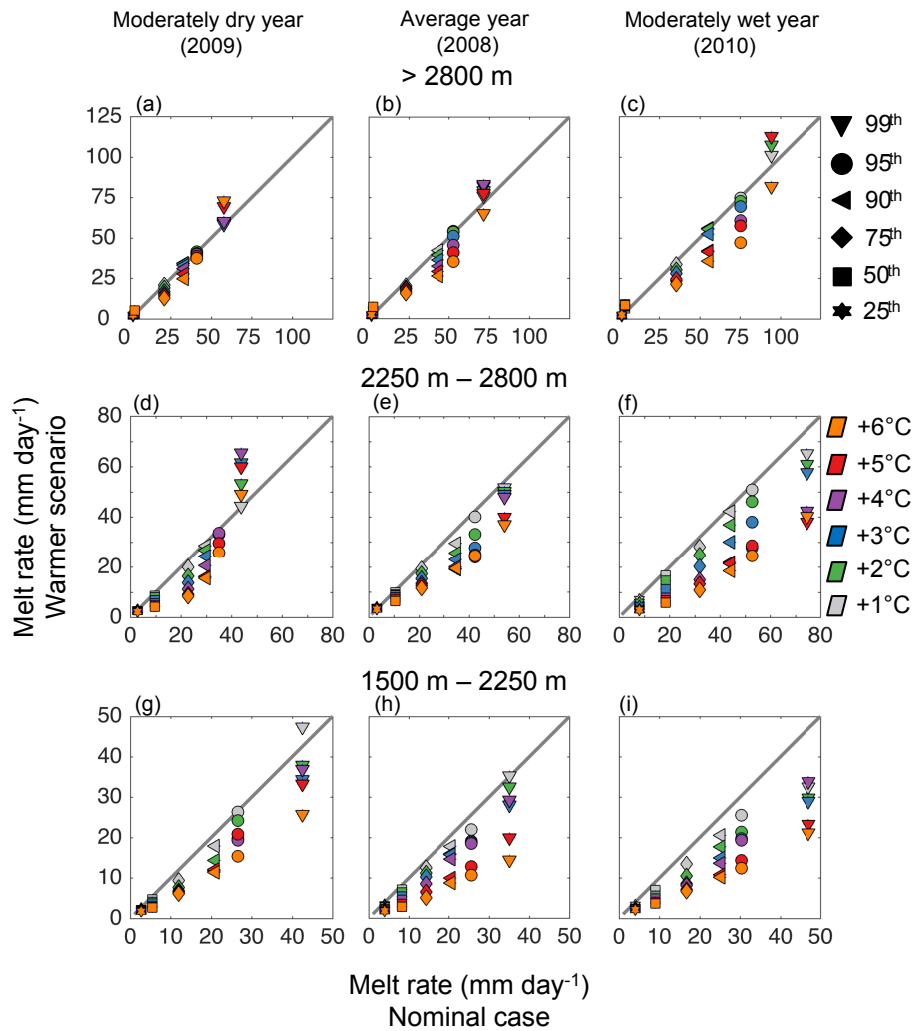 Moderately dry year
(2009)
Average year
(2008)
Moderately wet year
(2010)
> 2800 m
(a)
(b)
(c)
125
100
75
50
25
0
0 25 50 75 100
0 25 50 75 100
0 25 50 75 100
99th
95th
90th
75th
50th
25th
2250 m – 2800 m
(d)
(e)
(f)
80
60
40
20
0
0 20 40 60 80
0 20 40 60 80
0 20 40 60 80
+6°C
+5°C
+4°C
+3°C
+2°C
+1°C
Melt rate (mm day-1)
Warmer scenario
1500 m – 2250 m
(g)
(h)
(i)
50
40
30
20
10
0
0 10 20 30 40 50
0 10 20 30 40 50
0 10 20 30 40 50
Melt rate (mm day-1)
Nominal case